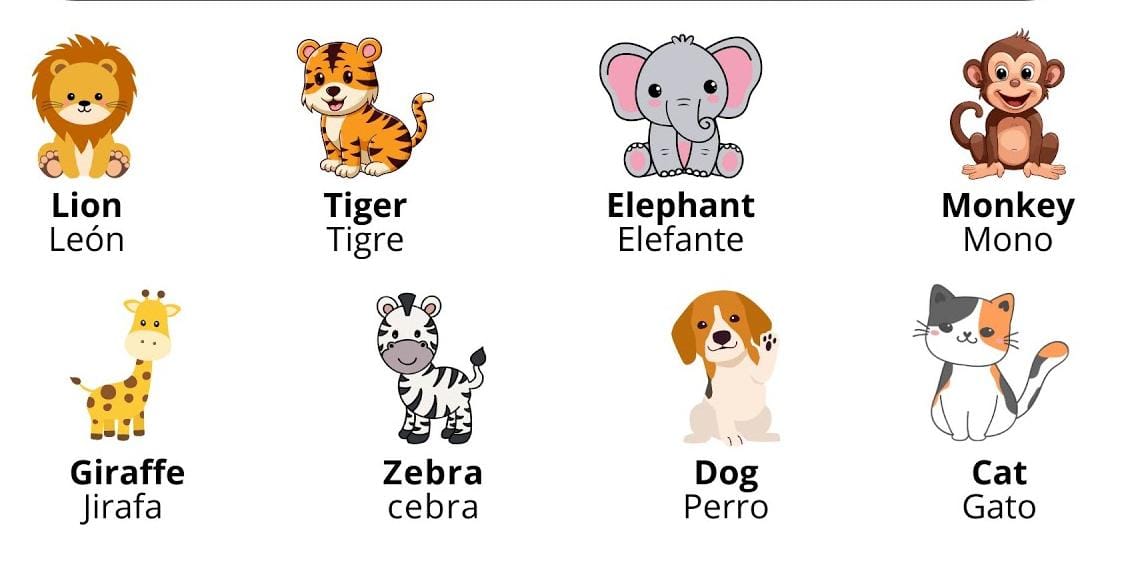 Lion
León
Tiger
Tigre
Elephant
Elefante
Monkey
Mono
Giraffe
Jirafa
Zebra
cebra
Dog
Perro
Cat
Gato